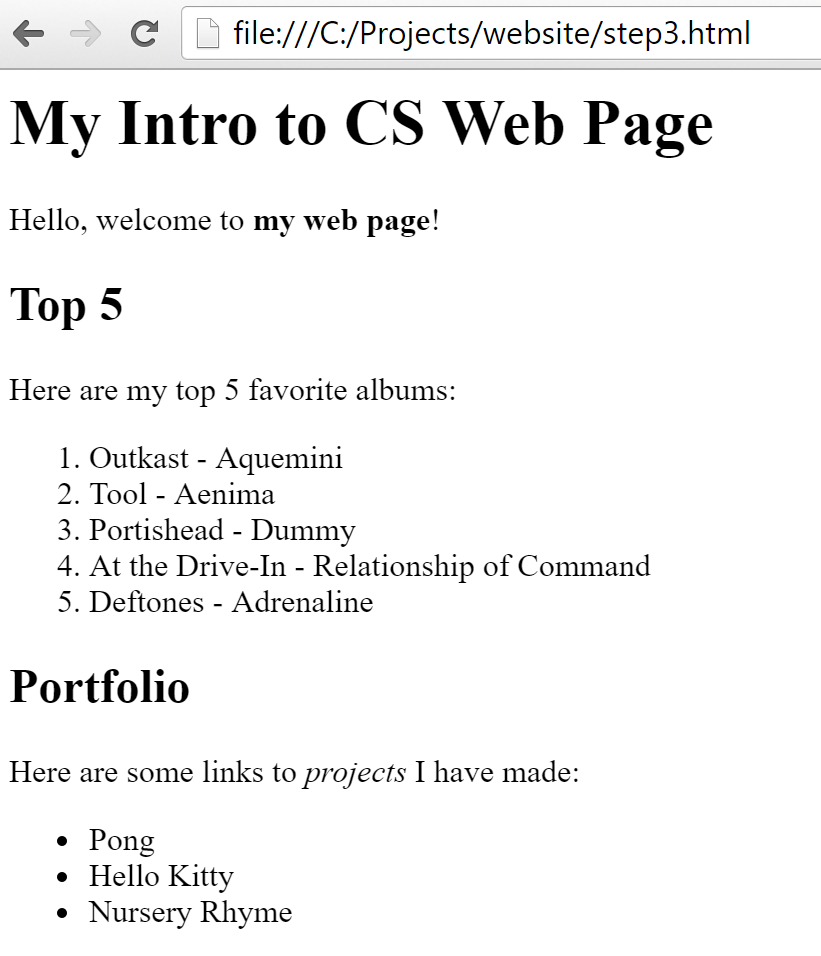 file:///C:/Projects/website/step3.html
My Intro to CS Web Page
Hello, welcome to my web page!
Top 5
Here are my top 5 favorite albums:
1. Outkast - Aquemini
2. Tool - Aenima
3. Portishead - Dummy
4. At the Drive-In - Relationship of Command
5. Deftones - Adrenaline
Portfolio
Here are some links to projects I have made:
• Pong
• Hello Kitty
• Nursery Rhyme